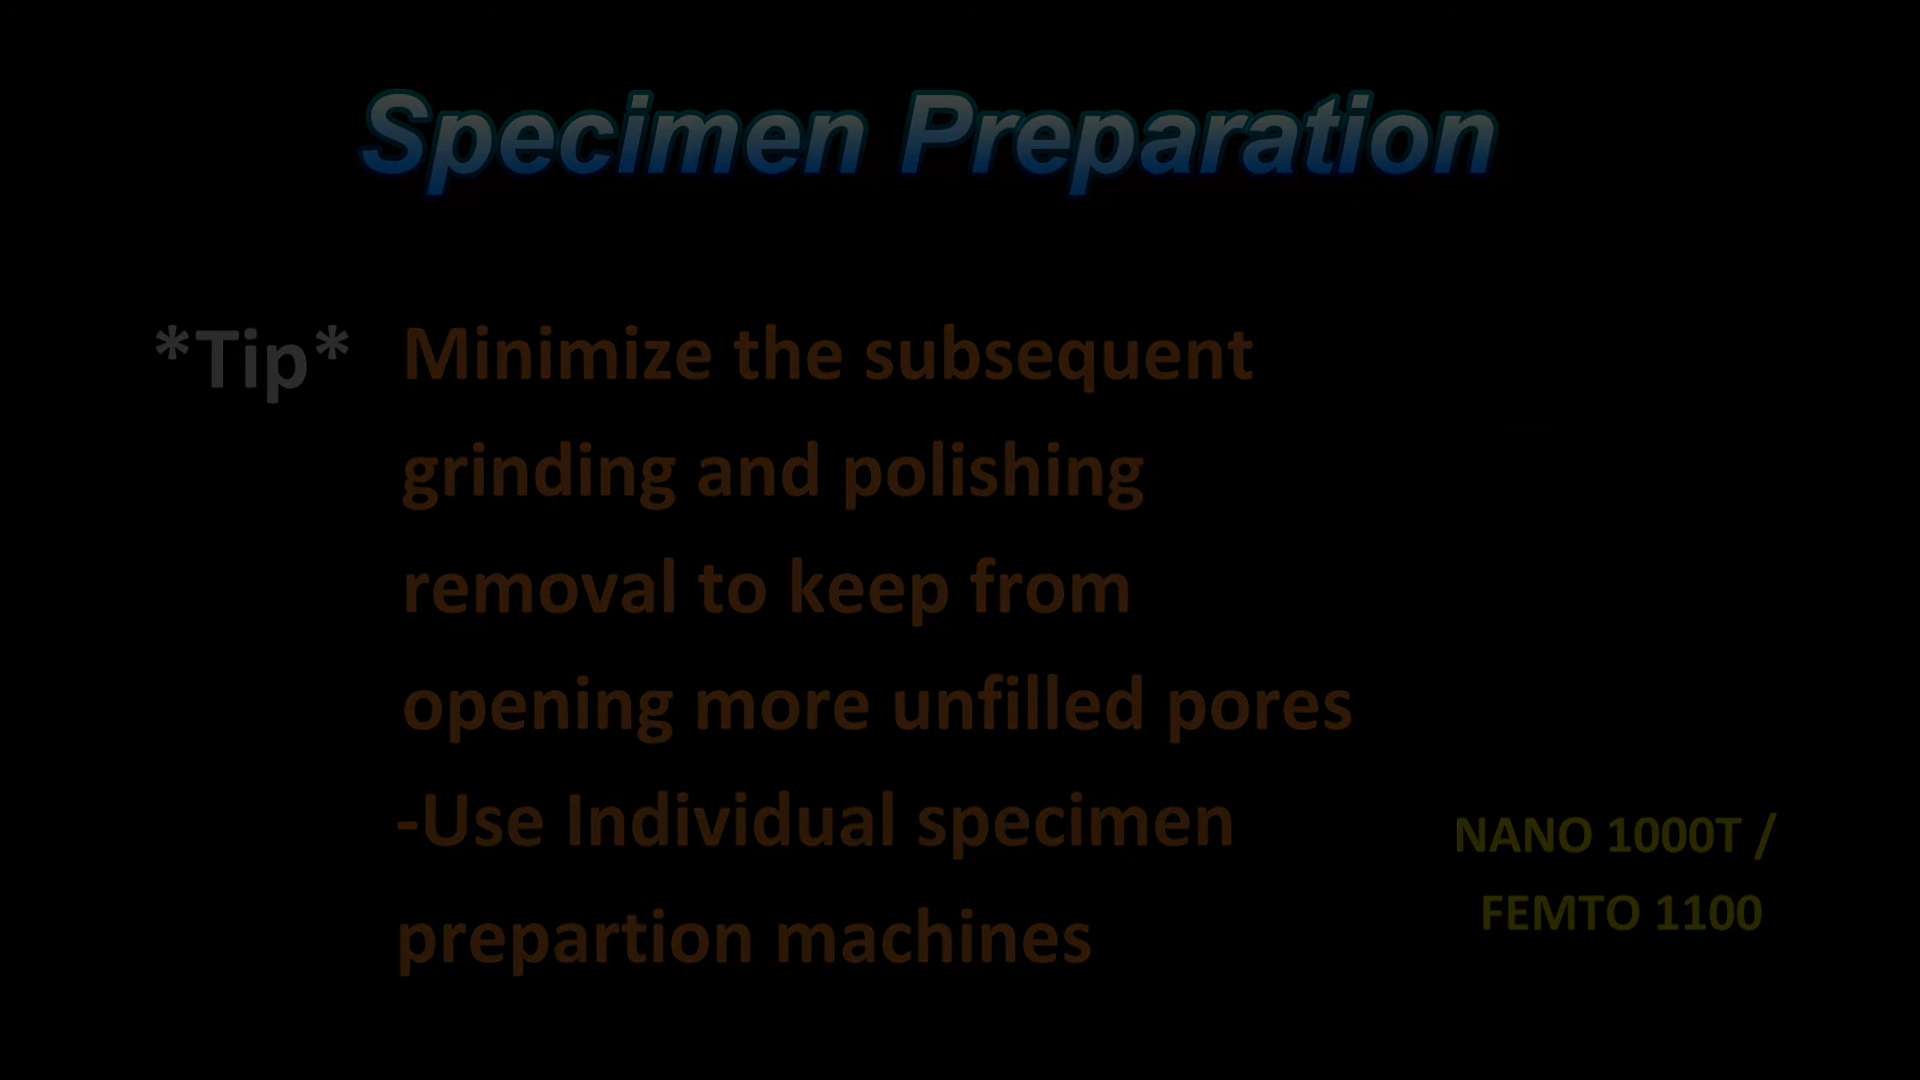 Specimen Preparation
*Tip* Minimize the subsequent
grinding and polishing
removal to keep from
opening more unfilled pores
-Use Individual specimen
prepartion machines
NANO 1000T /
FEMTO 1100